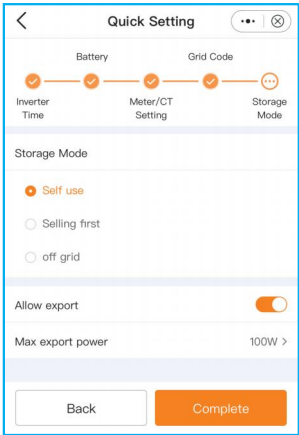 Quick Setting
Battery
Grid Code
Inverter
Time
Meter/CT
Setting
Storage
Mode
Storage Mode
Self use
Selling first
off grid
Allow export
Max export power
100W >
Back
Complete